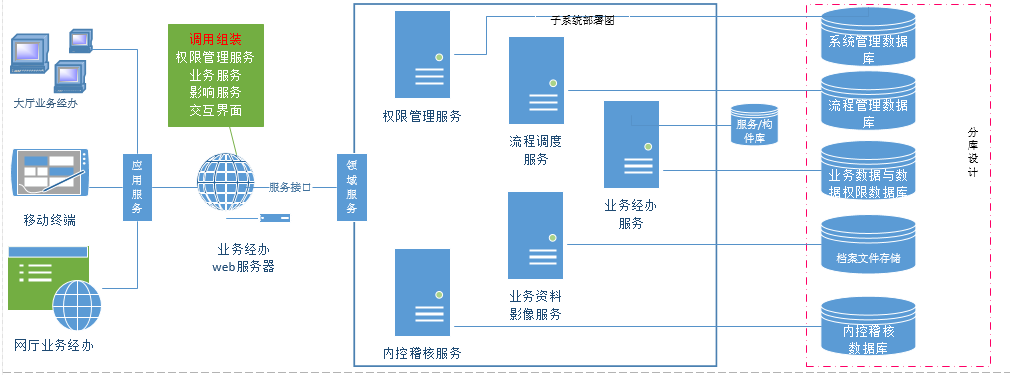 大厅业务经办
移动终端
网厅业务经办
应用服务
调用组装
权限管理服务
业务服务
影响服务
交互界面
业务经办
web服务器
服务接口
领域服务
子系统部署图
权限管理服务
流程调度
服务
业务经办
服务
业务资料
影像服务
内控稽核服务
服务/构
件库
系统管理数据
库
流程管理数据
库
业务数据与数
据权限数据库
档案文件存储
内控稽核
数据库
分库设计